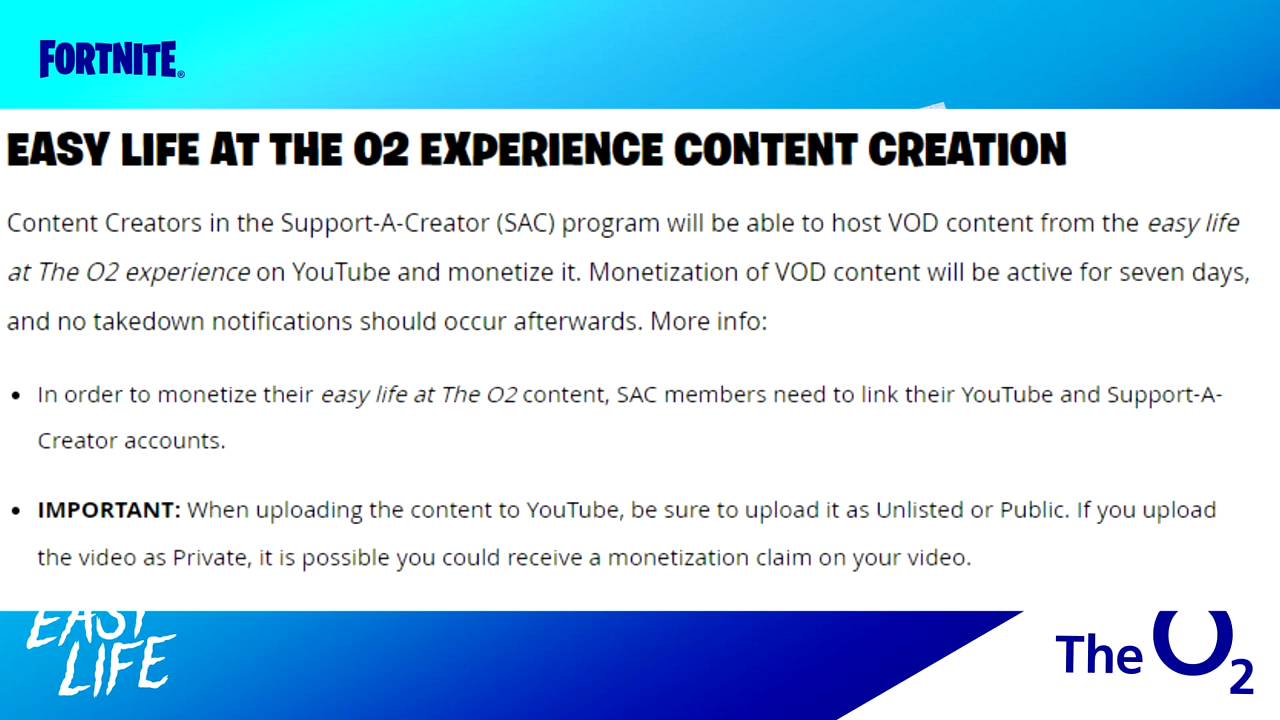 FORTNITE®
EASY LIFE AT THE O2 EXPERIENCE CONTENT CREATION
Content Creators in the Support-A-Creator (SAC) program will be able to host VOD content from the easy life
at The O2 experience on YouTube and monetize it. Monetization of VOD content will be active for seven days,
and no takedown notifications should occur afterwards. More info:
• In order to monetize their easy life at The O2 content, SAC members need to link their YouTube and Support-A-
Creator accounts.
• IMPORTANT: When uploading the content to YouTube, be sure to upload it as Unlisted or Public. If you upload
the video as Private, it is possible you could receive a monetization claim on your video.
EASY
LIFE
The O2